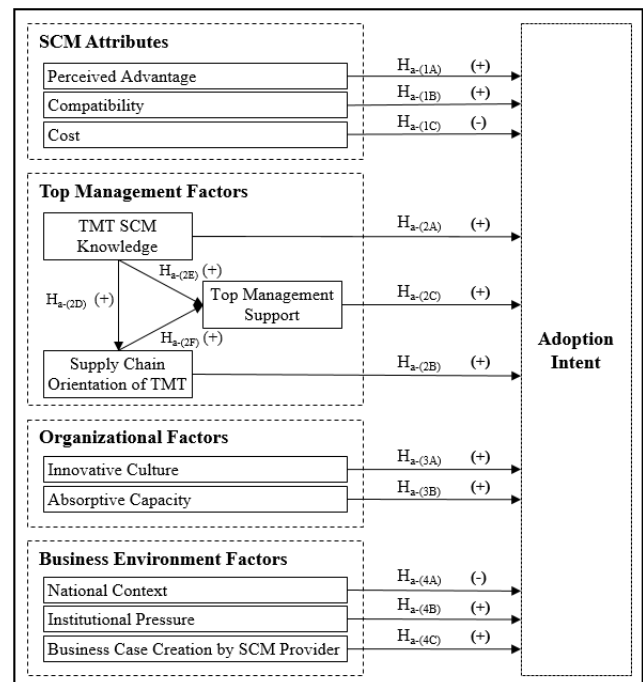 SCM Attributes
Perceived Advantage
Hₐ-(1A) (+)
Compatibility
Hₐ-(1B) (+)
Cost
Hₐ-(1C) (-)
Top Management Factors
TMT SCM
Knowledge
Hₐ-(2A) (+)
Hₐ-(2E) (+)
Hₐ-(2D) (+)
Top Management
Support
Hₐ-(2C) (+)
Hₐ-(2F) (+)
Supply Chain
Orientation of TMT
Hₐ-(2B) (+)
Organizational Factors
Innovative Culture
Hₐ-(3A) (+)
Absorptive Capacity
Hₐ-(3B) (+)
Business Environment Factors
National Context
Hₐ-(4A) (-)
Institutional Pressure
Hₐ-(4B) (+)
Business Case Creation by SCM Provider
Hₐ-(4C) (+)
Adoption
Intent